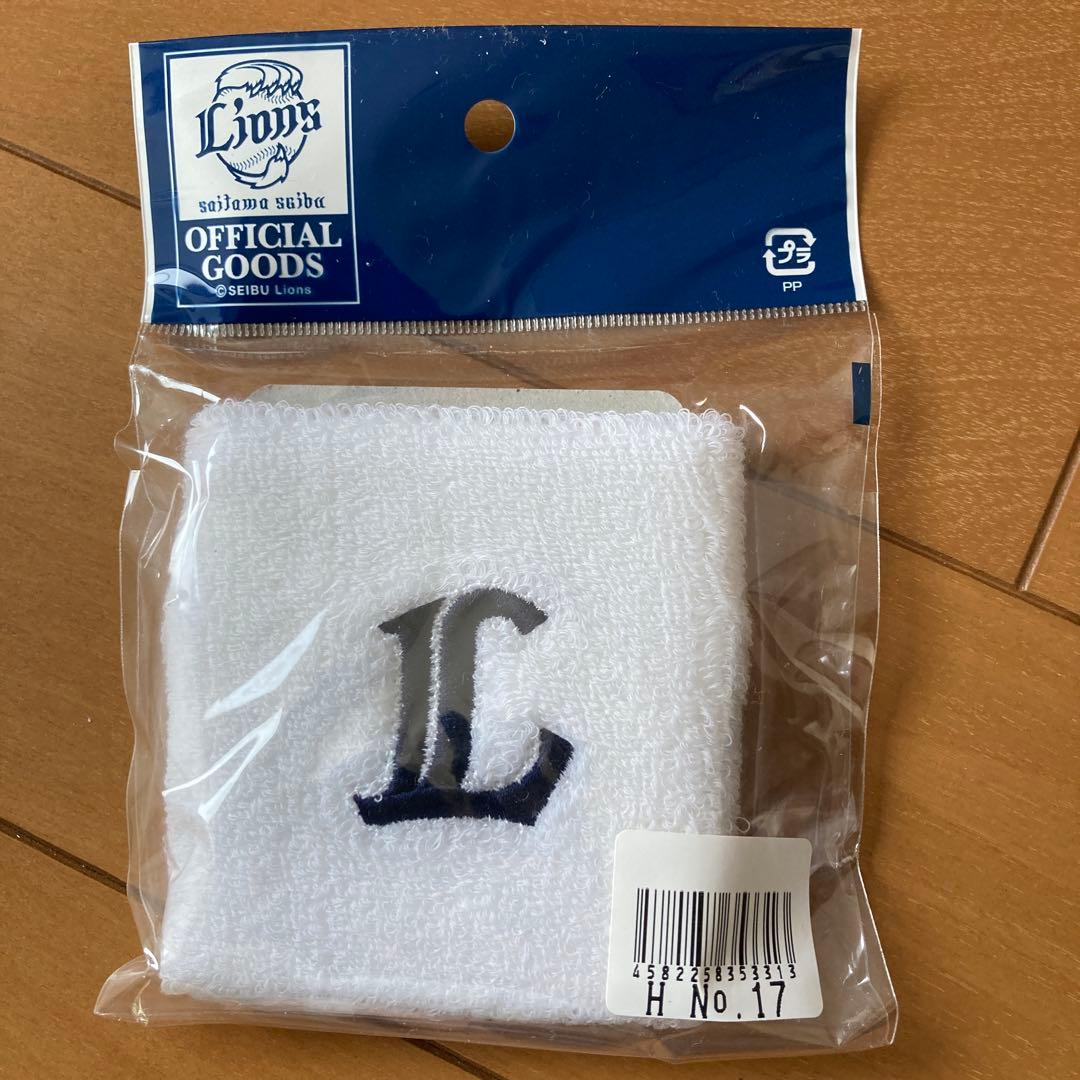 Lions
saitama seibu
OFFICIAL
GOODS
©SEIBU Lions
プラ
PP
L
4582258353313
H No.17